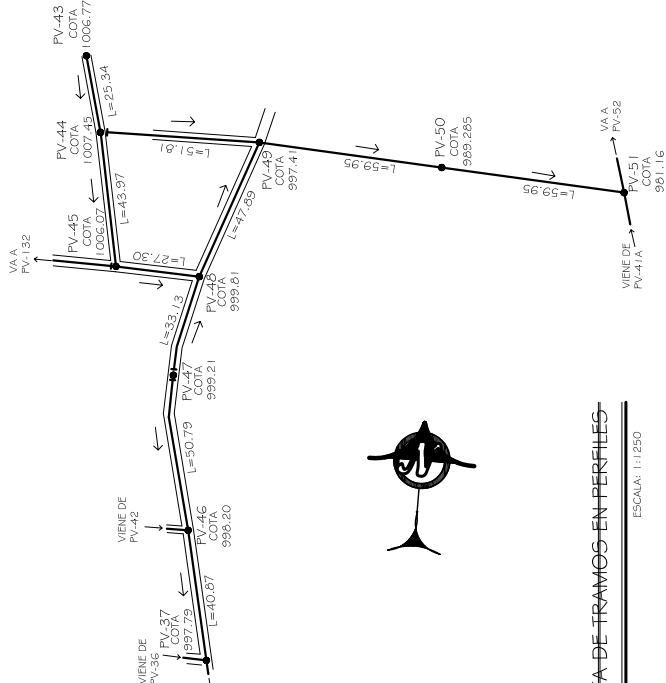 PV-43
COTA
1006.77
L=25.34
PV-44
COTA
1007.45
L=43.97
PV-45
COTA
1006.07
VA A
PV-132
L=27.30
L=51.81
PV-49
COTA
997.41
L=47.89
PV-48
COTA
999.81
L=33.13
PV-47
COTA
999.21
L=50.79
VIENE DE
PV-42
PV-46
COTA
998.20
L=40.87
PV-37
COTA
997.79
VIENE DE
PV-36
L=59.95
PV-50
COTA
989.285
L=59.95
VA A
PV-52
PV-51
COTA
981.16
VIENE DE
PV-41A
N
DE TRAMOS EN PERFILES
ESCALA: 1:1250